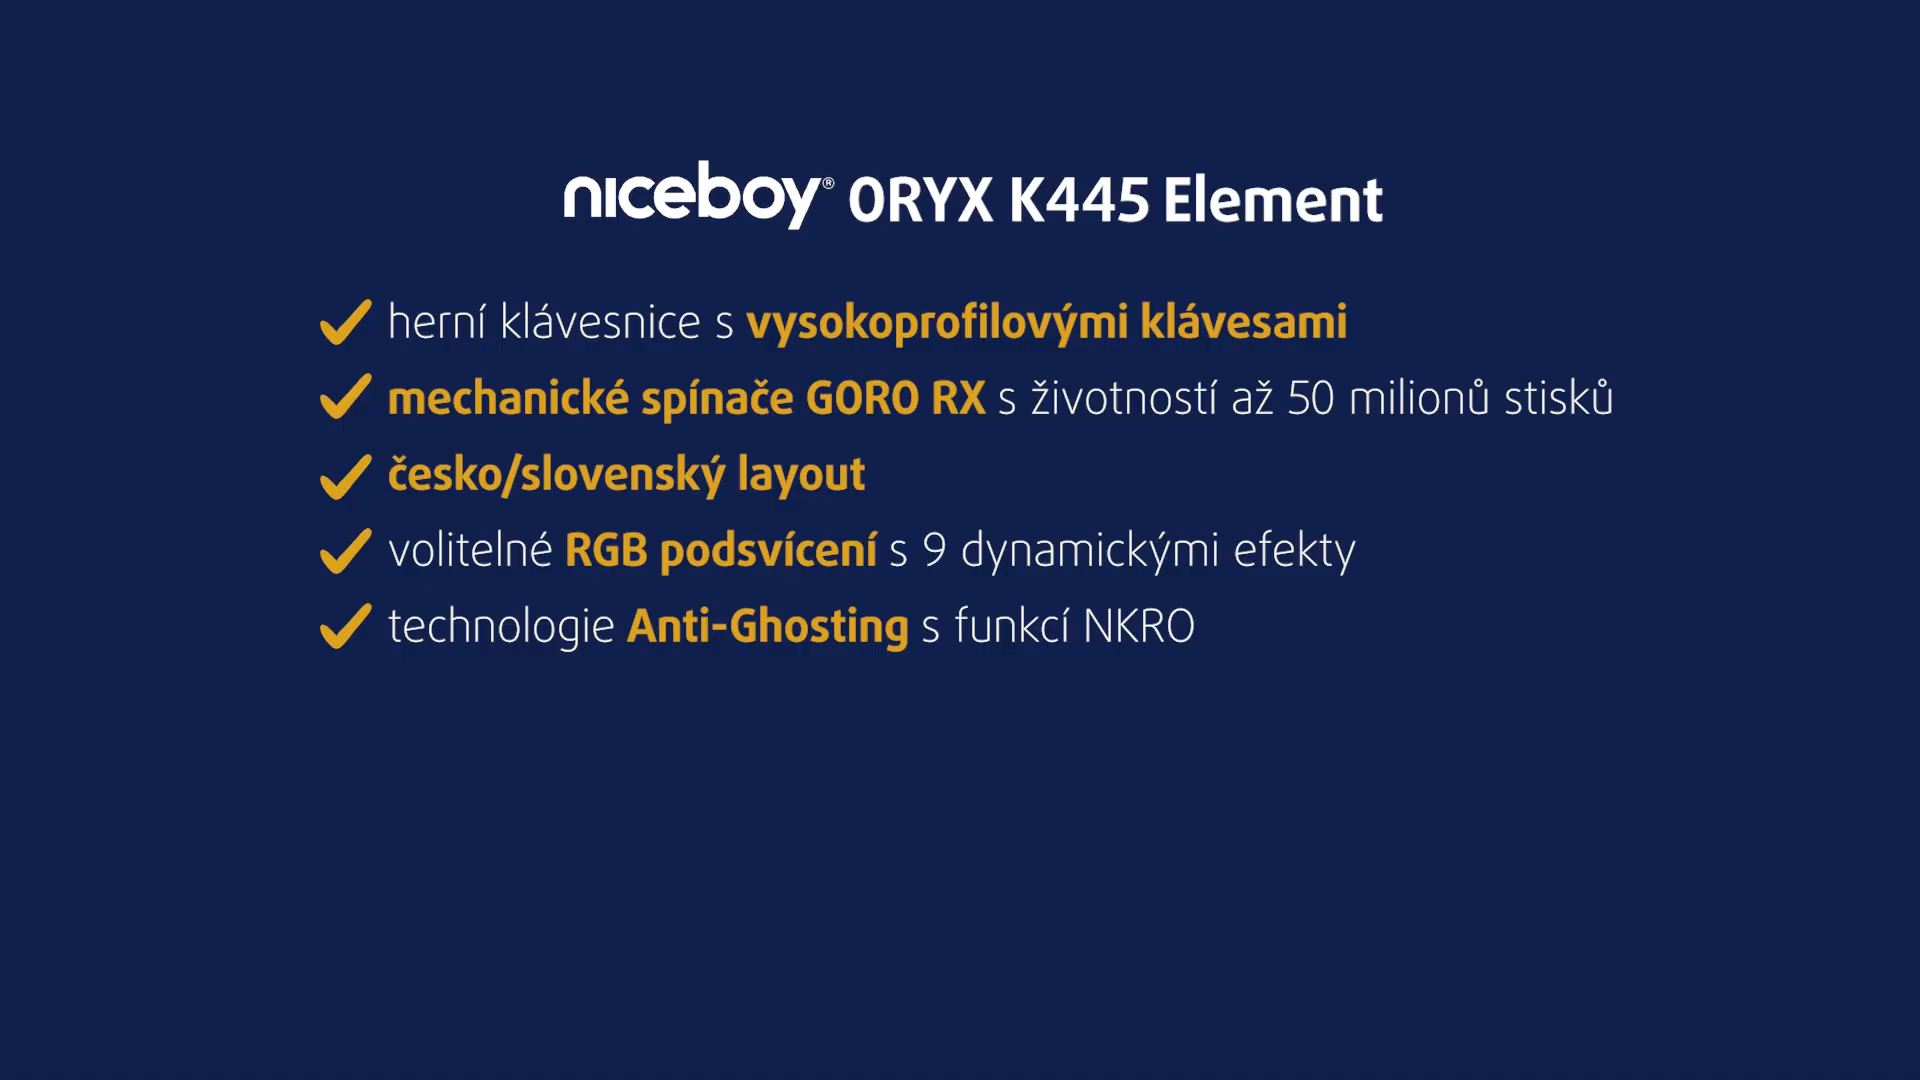 niceboy® ORYX K445 Element
herní klávesnice s vysokoprofilovými klávesami
mechanické spínače GORO RX s životností až 50 milionů stisků
česko/slovenský layout
volitelné RGB podsvícení s 9 dynamickými efekty
technologie Anti-Ghosting s funkcí NKRO